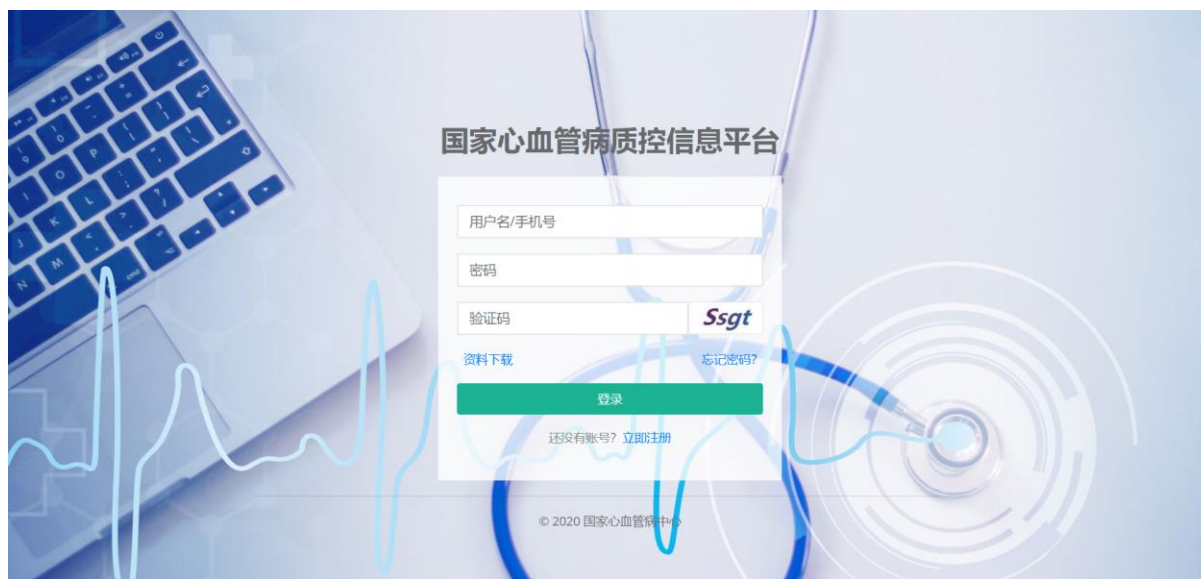 国家心血管病质控信息平台
用户名/手机号
密码
验证码 Ssgt
资料下载 忘记密码?
登录
还没有账号? 立即注册
© 2020 国家心血管病中心